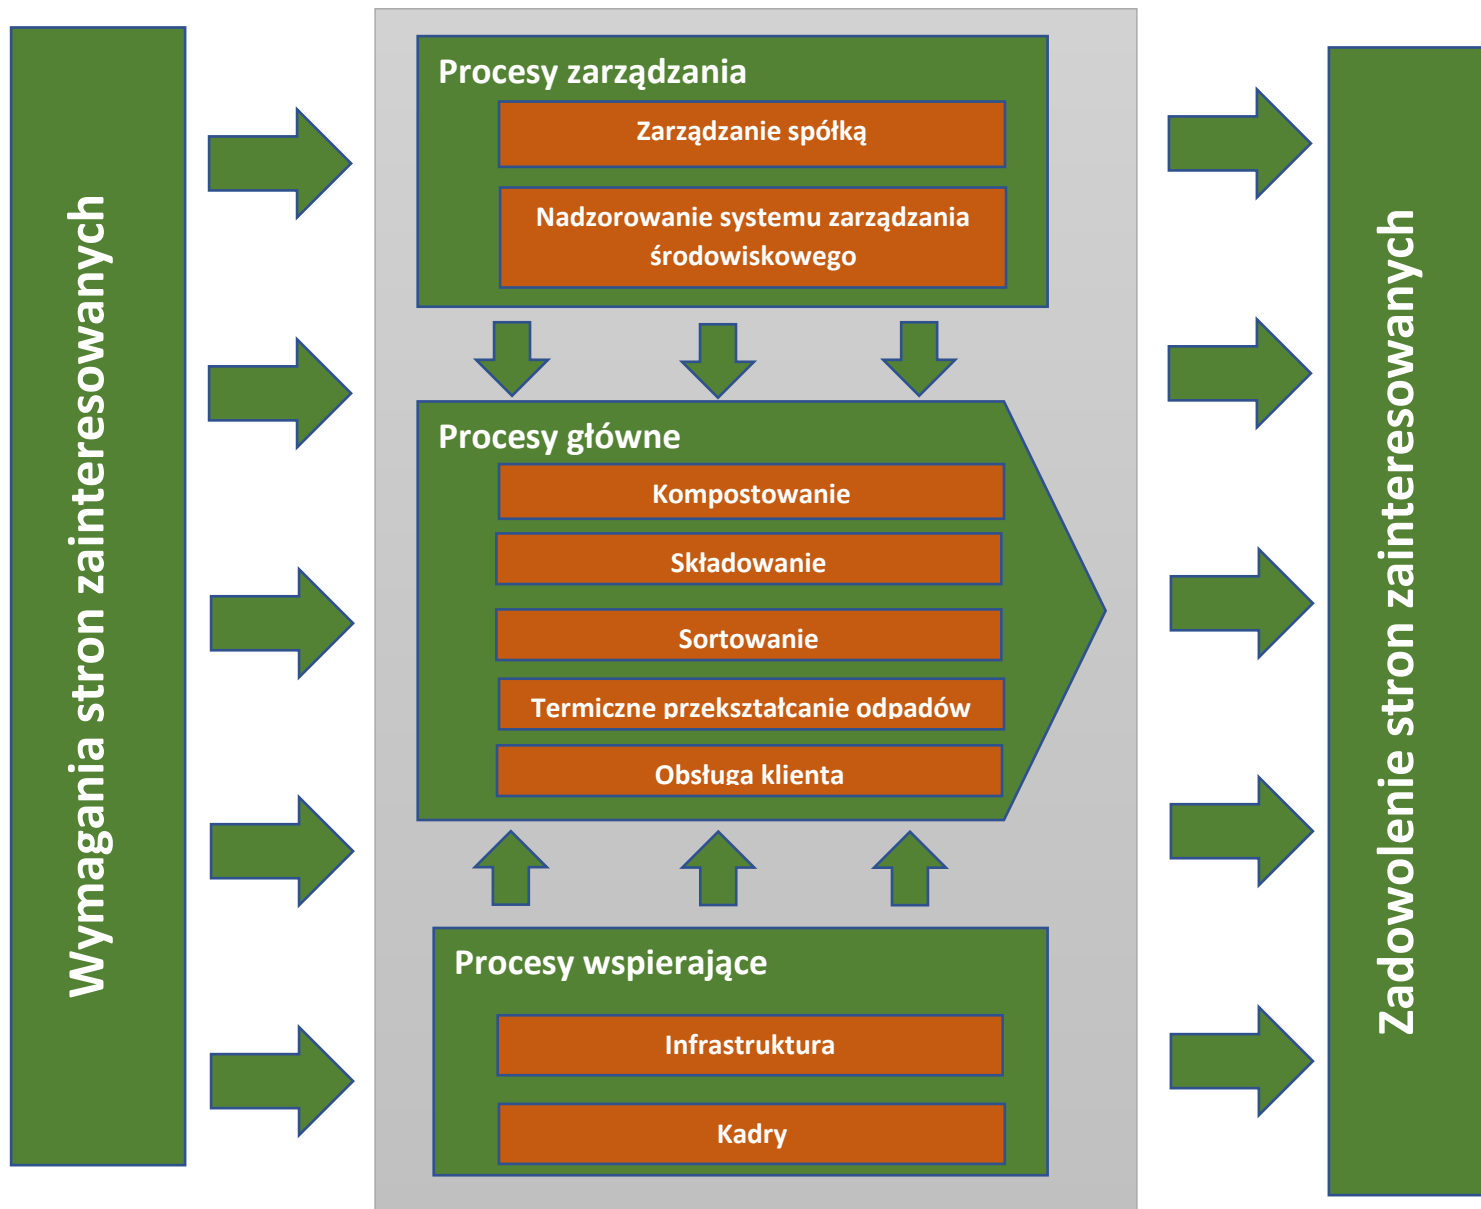 Wymagania stron zainteresowanych
Procesy zarządzania
Zarządzanie spółką
Nadzorowanie systemu zarządzania
środowiskowego
Procesy główne
Kompostowanie
Składowanie
Sortowanie
Termiczne przekształcanie odpadów
Obsługa klienta
Procesy wspierające
Infrastruktura
Kadry
Zadowolenie stron zainteresowanych